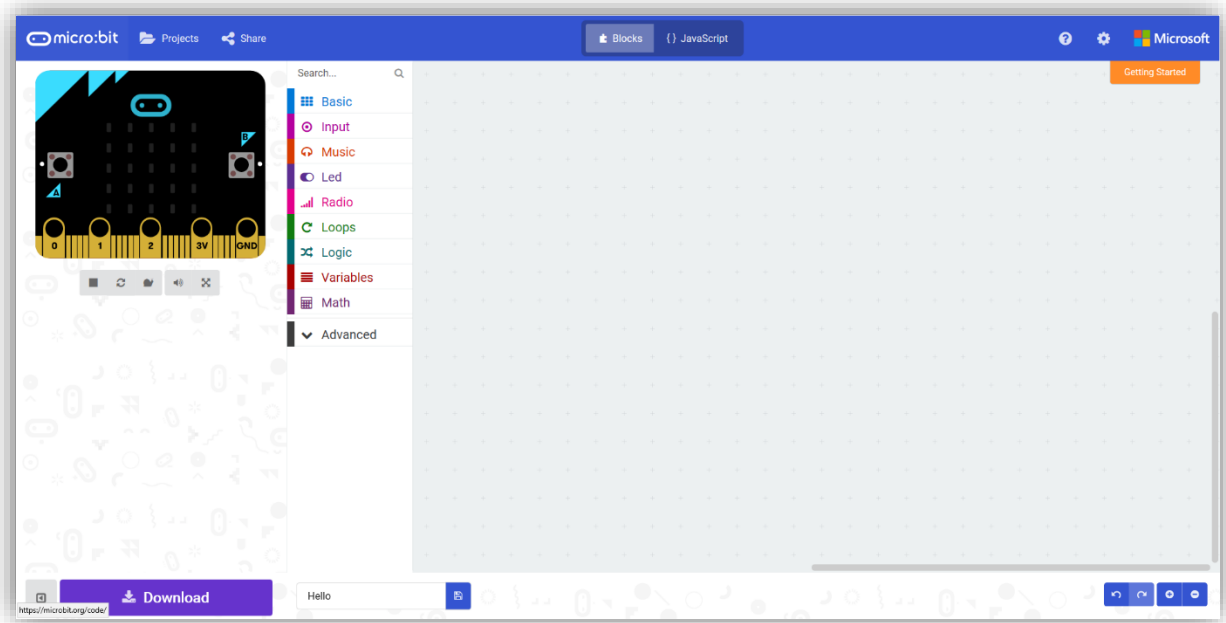 micro:bit Projects Share Blocks {} JavaScript ? Microsoft
Getting Started
Search...
Basic
Input
Music
Led
Radio
Loops
Logic
Variables
Math
Advanced
B
A
0 1 2 3V GND
Download
Hello
https://microbit.org/code/